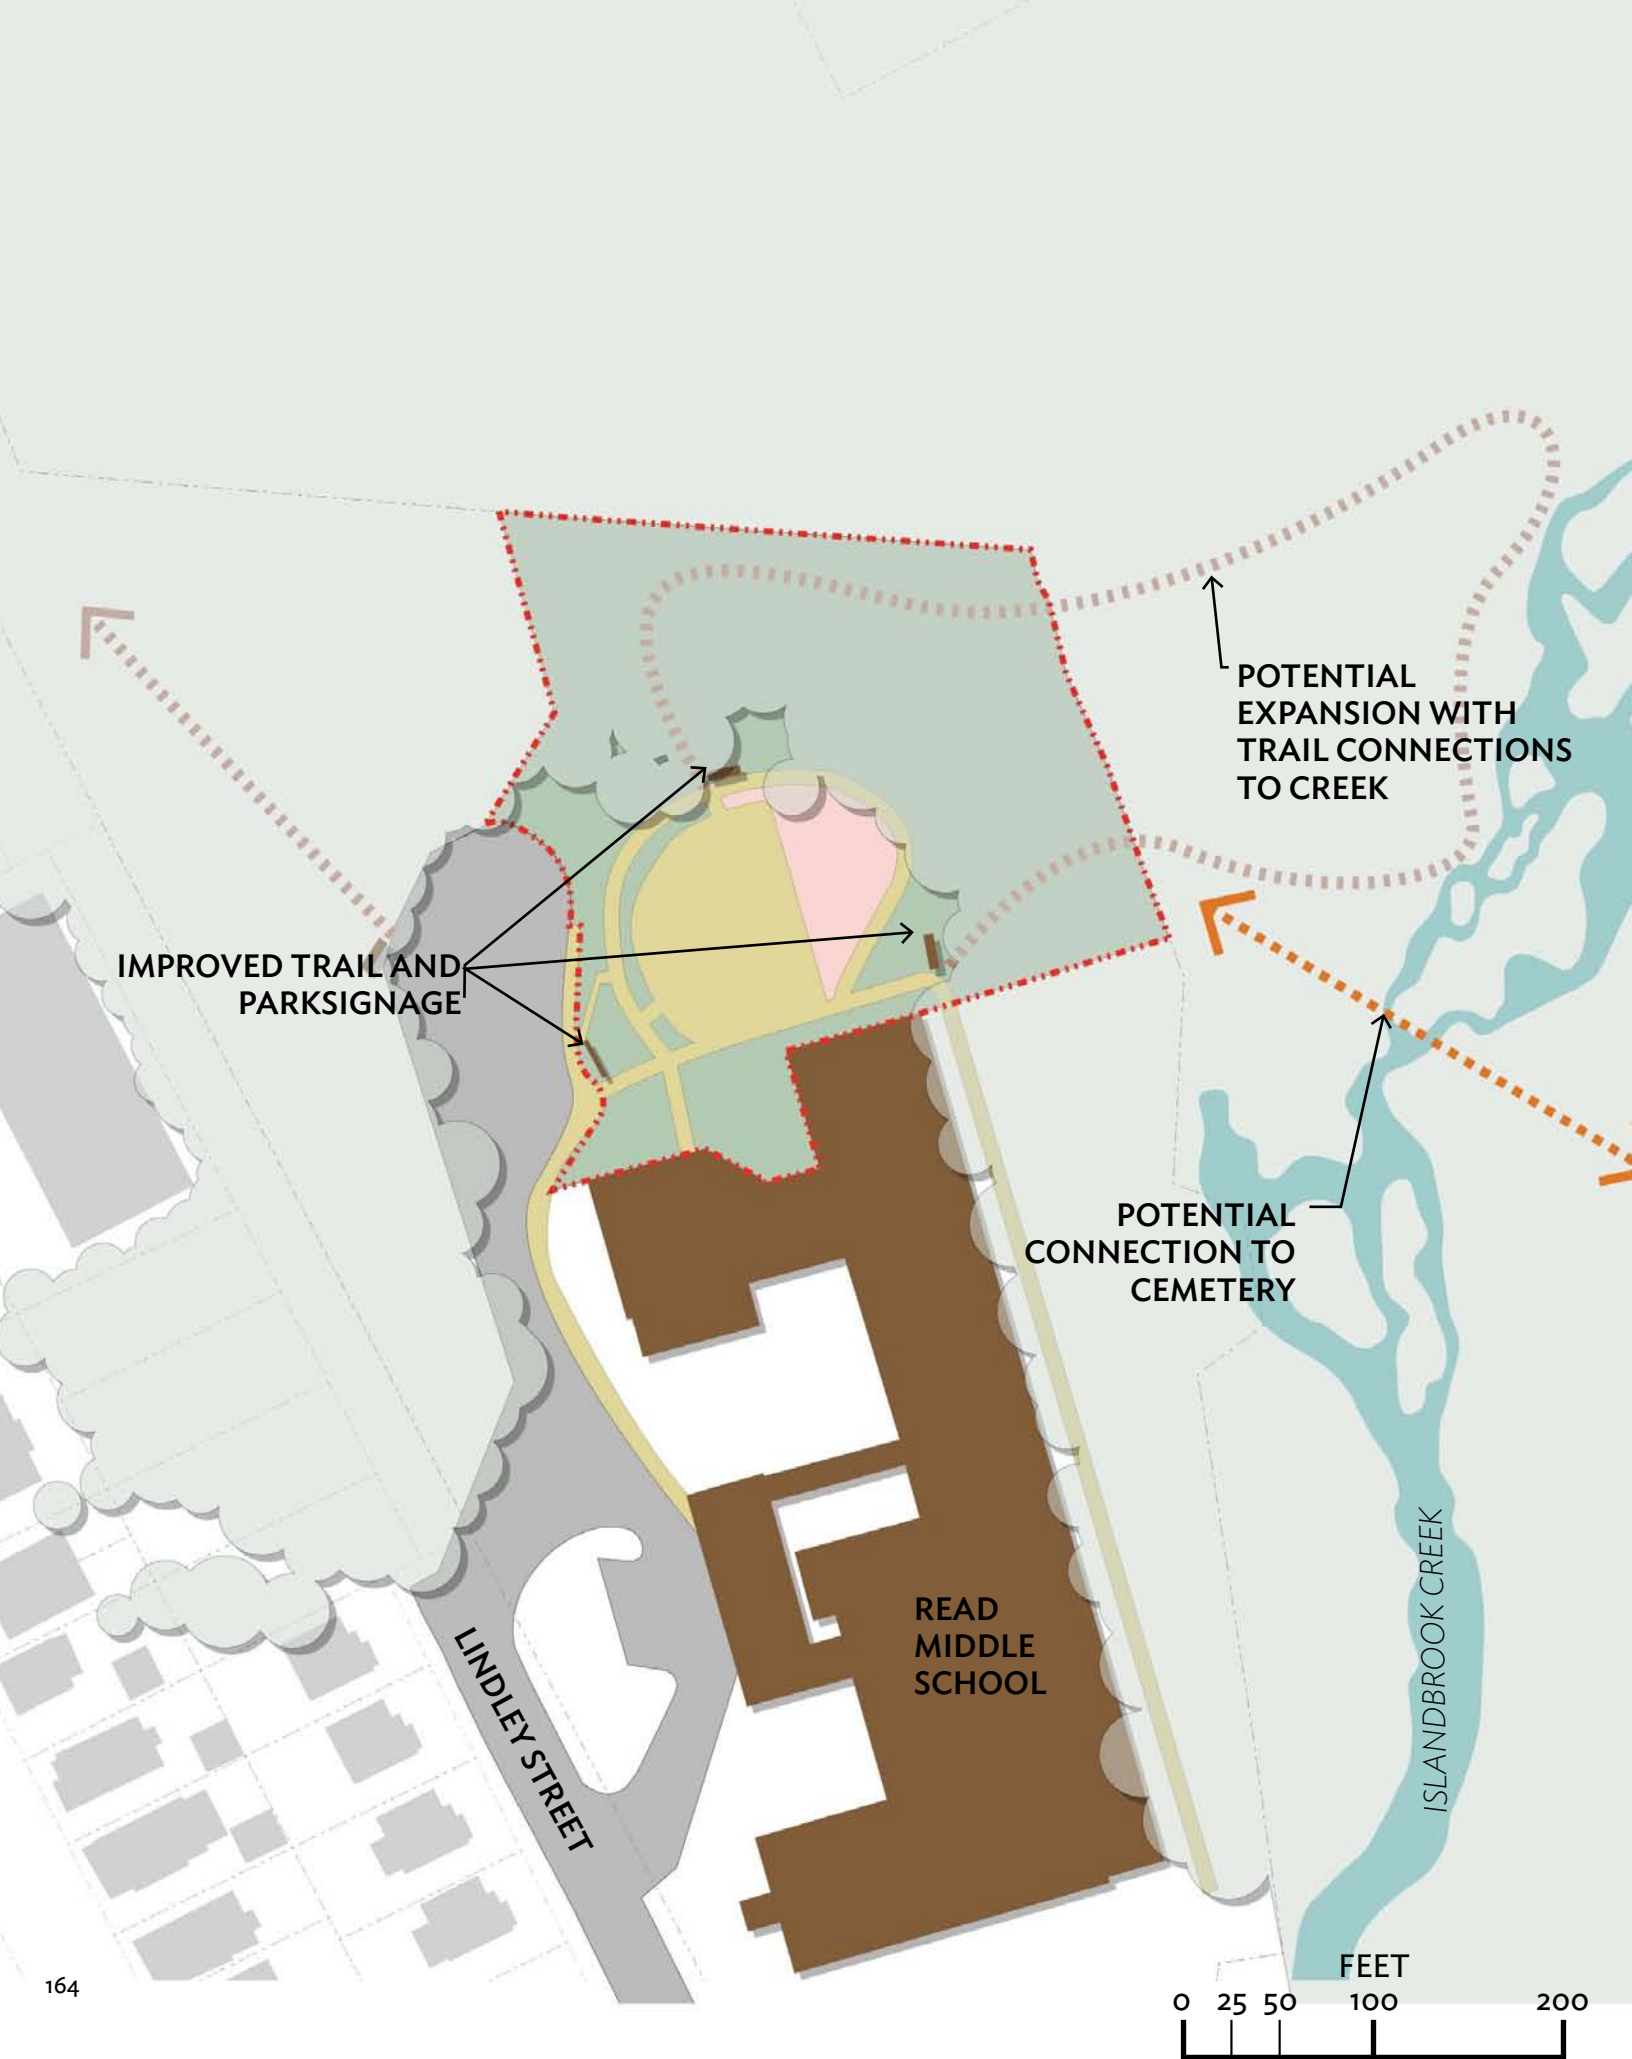 POTENTIAL
EXPANSION WITH
TRAIL CONNECTIONS
TO CREEK
IMPROVED TRAIL AND
PARKSIGNAGE
POTENTIAL
CONNECTION TO
CEMETERY
READ
MIDDLE
SCHOOL
LINDLEY STREET
ISLANDBROOK CREEK
164
FEET
0 25 50 100 200